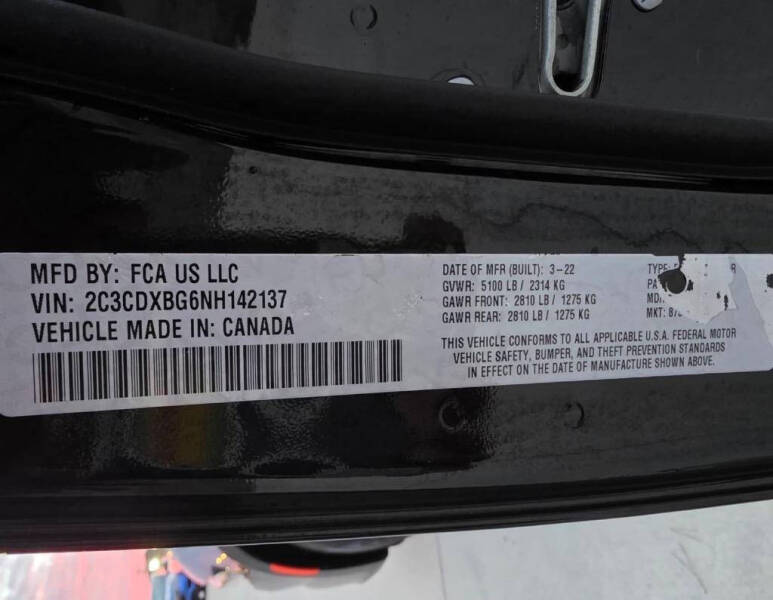 MFD BY: FCA US LLC
VIN: 2C3CDXBG6NH142137
VEHICLE MADE IN: CANADA
DATE OF MFR (BUILT): 3-22
GVWR: 5100 LB / 2314 KG
GAWR FRONT: 2810 LB / 1275 KG
GAWR REAR: 2810 LB / 1275 KG
TYPE:
MKT:
THIS VEHICLE CONFORMS TO ALL APPLICABLE U.S.A. FEDERAL MOTOR
VEHICLE SAFETY, BUMPER, AND THEFT PREVENTION STANDARDS
IN EFFECT ON THE DATE OF MANUFACTURE SHOWN ABOVE.